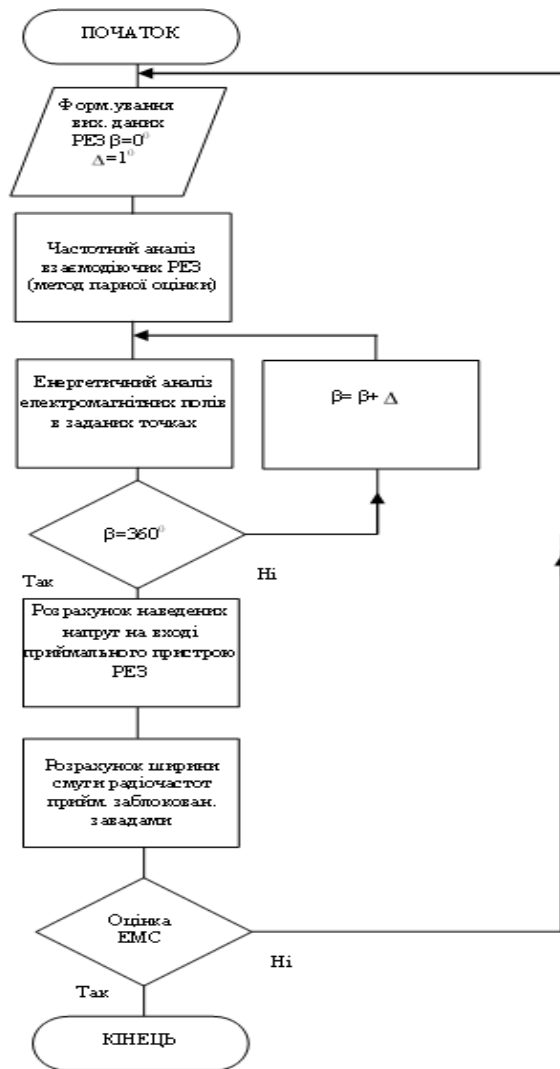 ПОЧАТОК
Форм.ування
вих. даних
РЕЗ β=0⁰
Δ=1⁰
Частотний аналіз
взаємодіючих РЕЗ
(метод парної оцінки)
Енергетичний аналіз
електромагнітних полів
в заданих точках
β= β+ Δ
β=360⁰
Так
Ні
Розрахунок наведених
напруг на вході
приймального пристрою
РЕЗ
Розрахунок ширини
смуги радіочастот
прийм. заблокован.
завадами
Оцінка
ЕМС
Ні
Так
КІНЕЦЬ